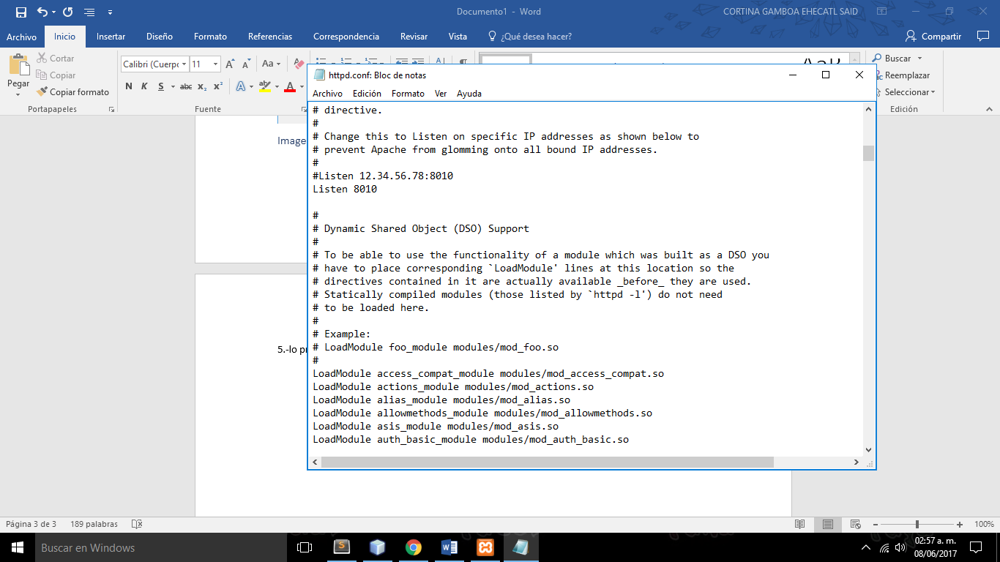 Documento1 - Word
CORTINA GAMBOA EHECATL SAID
Archivo Inicio Insertar Diseño Formato Referencias Correspondencia Revisar Vista ¿Qué desea hacer? Compartir
Pegar
Cortar
Copiar
Copiar formato
Portapapeles
Calibri (Cuerpo 11
A A Aa
N K S abc x₂ x² A A
Fuente
Buscar
Reemplazar
Seleccionar
Edición
httpd.conf: Bloc de notas
Archivo Edición Formato Ver Ayuda
# directive.
#
# Change this to Listen on specific IP addresses as shown below to
# prevent Apache from glomming onto all bound IP addresses.
#
#Listen 12.34.56.78:8010
Listen 8010
#
# Dynamic Shared Object (DSO) Support
#
# To be able to use the functionality of a module which was built as a DSO you
# have to place corresponding `LoadModule' lines at this location so the
# directives contained in it are actually available _before_ they are used.
# Statically compiled modules (those listed by `httpd -l') do not need
# to be loaded here.
#
# Example:
# LoadModule foo_module modules/mod_foo.so
#
LoadModule access_compat_module modules/mod_access_compat.so
LoadModule actions_module modules/mod_actions.so
LoadModule alias_module modules/mod_alias.so
LoadModule allowmethods_module modules/mod_allowmethods.so
LoadModule asis_module modules/mod_asis.so
LoadModule auth_basic_module modules/mod_auth_basic.so
Image
5.-lo pr
Página 3 de 3 189 palabras 100%
Buscar en Windows
02:57 a. m.
08/06/2017